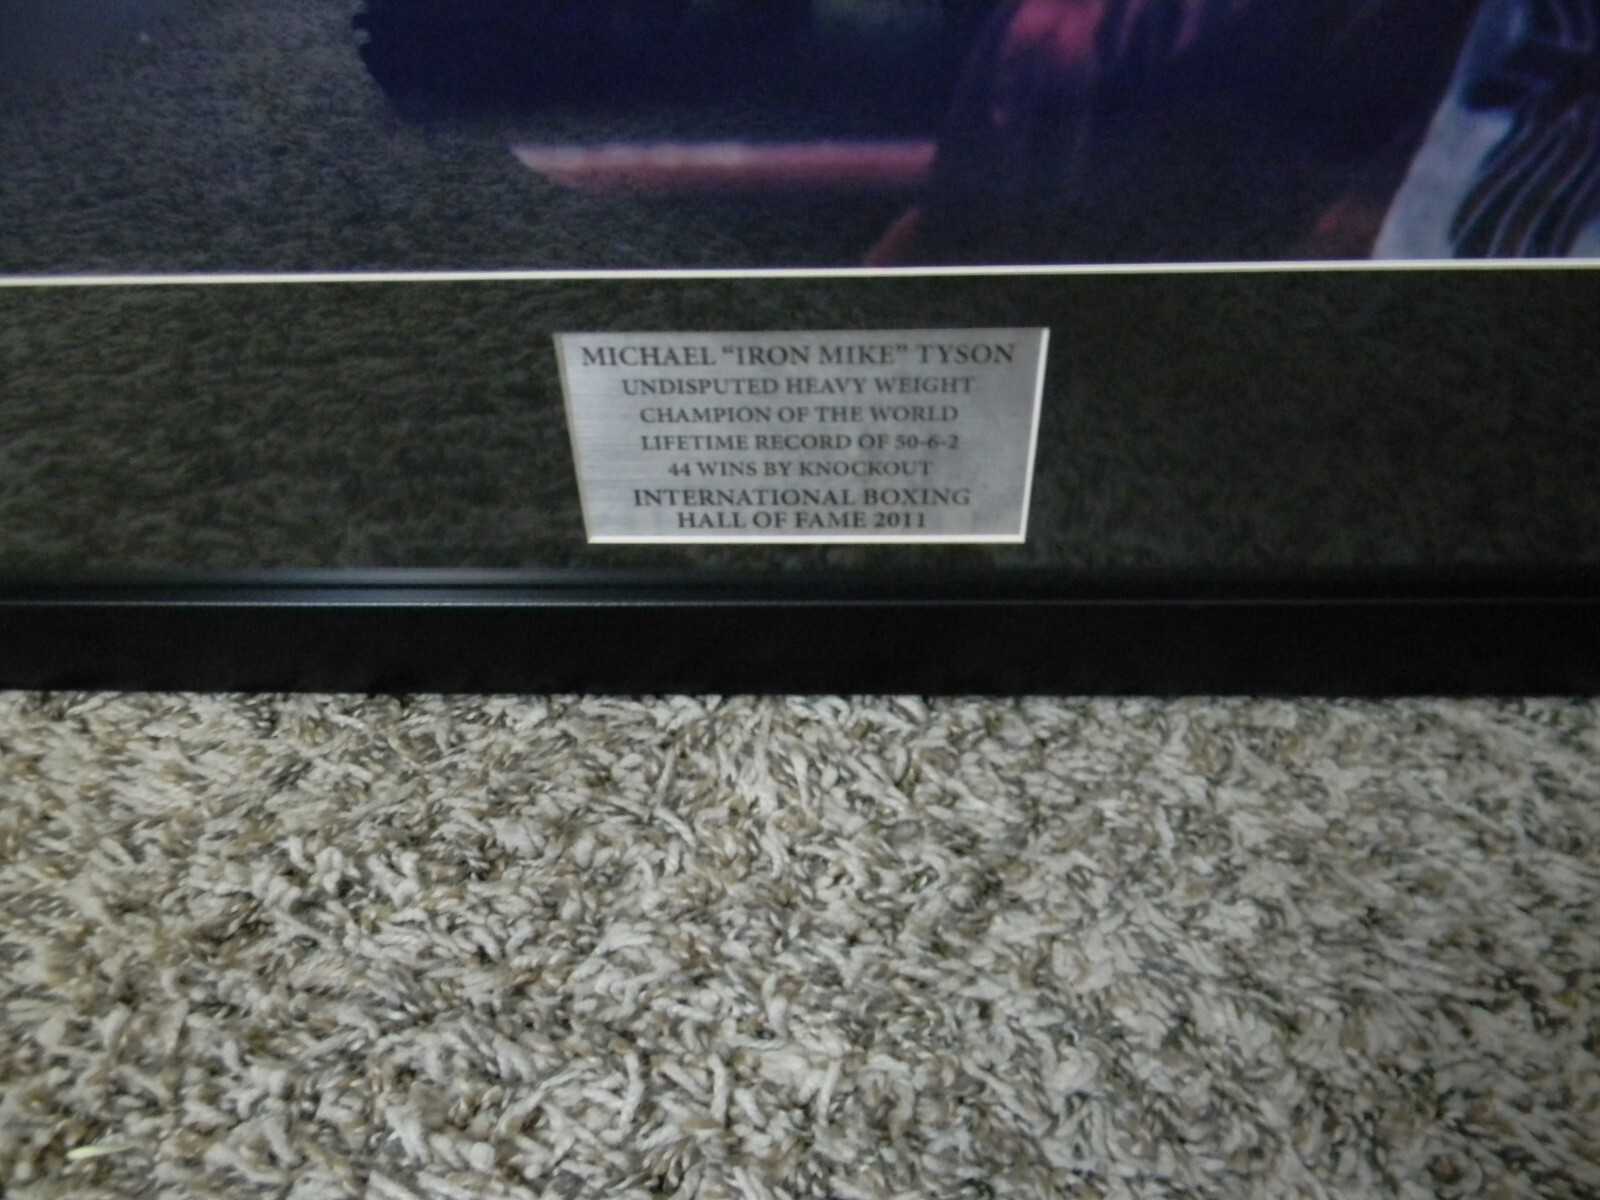 MICHAEL “IRON MIKE” TYSON
UNDISPUTED HEAVY WEIGHT
CHAMPION OF THE WORLD
LIFETIME RECORD OF 50-6-2
44 WINS BY KNOCKOUT
INTERNATIONAL BOXING
HALL OF FAME 2011